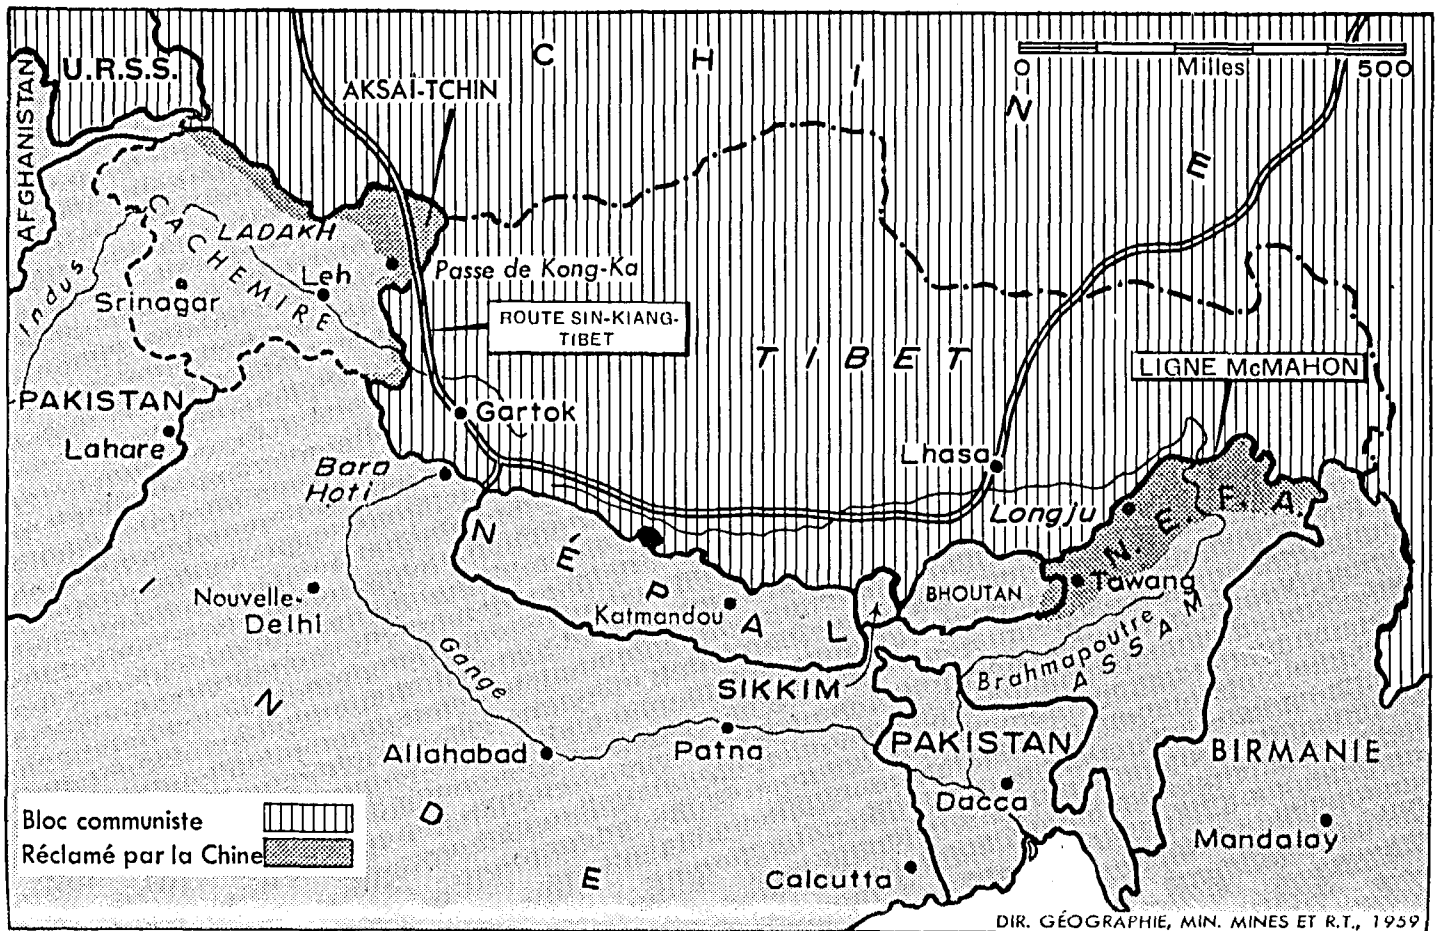 C H I N E
0 Milles 500
U.R.S.S.
AFGHANISTAN
AKSAÏ-TCHIN
CACHEMIRE
LADAKH
Passe de Kong-Ka
Leh
Indus
Srinagar
ROUTE SIN-KIANG-
TIBET
TIBET
LIGNE McMAHON
PAKISTAN
Lahare
Gartok
Lhasa
Bara
Hoti
Longju
N.E.F.A.
NÉPAL
Tawang
BHOUTAN
Nouvelle-
Delhi
Katmandou
Brahmapoutre
ASSAM
Gange
SIKKIM
INDE
Allahabad
Patna
PAKISTAN
BIRMANIE
Dacca
Bloc communiste
Réclamé par la Chine
Mandalay
Calcutta
DIR. GÉOGRAPHIE, MIN. MINES ET R.T., 1959